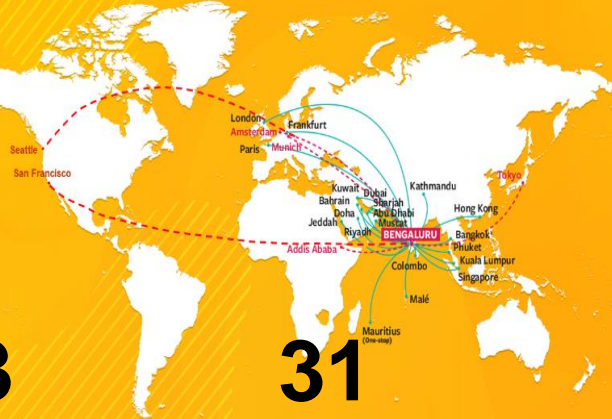 London
Frankfurt
Amsterdam
Paris
Munich
Seattle
San Francisco
Tokyo
Kuwait
Dubai
Kathmandu
Bahrain
Sharjah
Doha
Abu Dhabi
Hong Kong
Jeddah
Muscat
Riyadh
BENGALURU
Bangkok
Addis Ababa
Phuket
Colombo
Kuala Lumpur
Singapore
Malé
Mauritius
(One-stop)
31